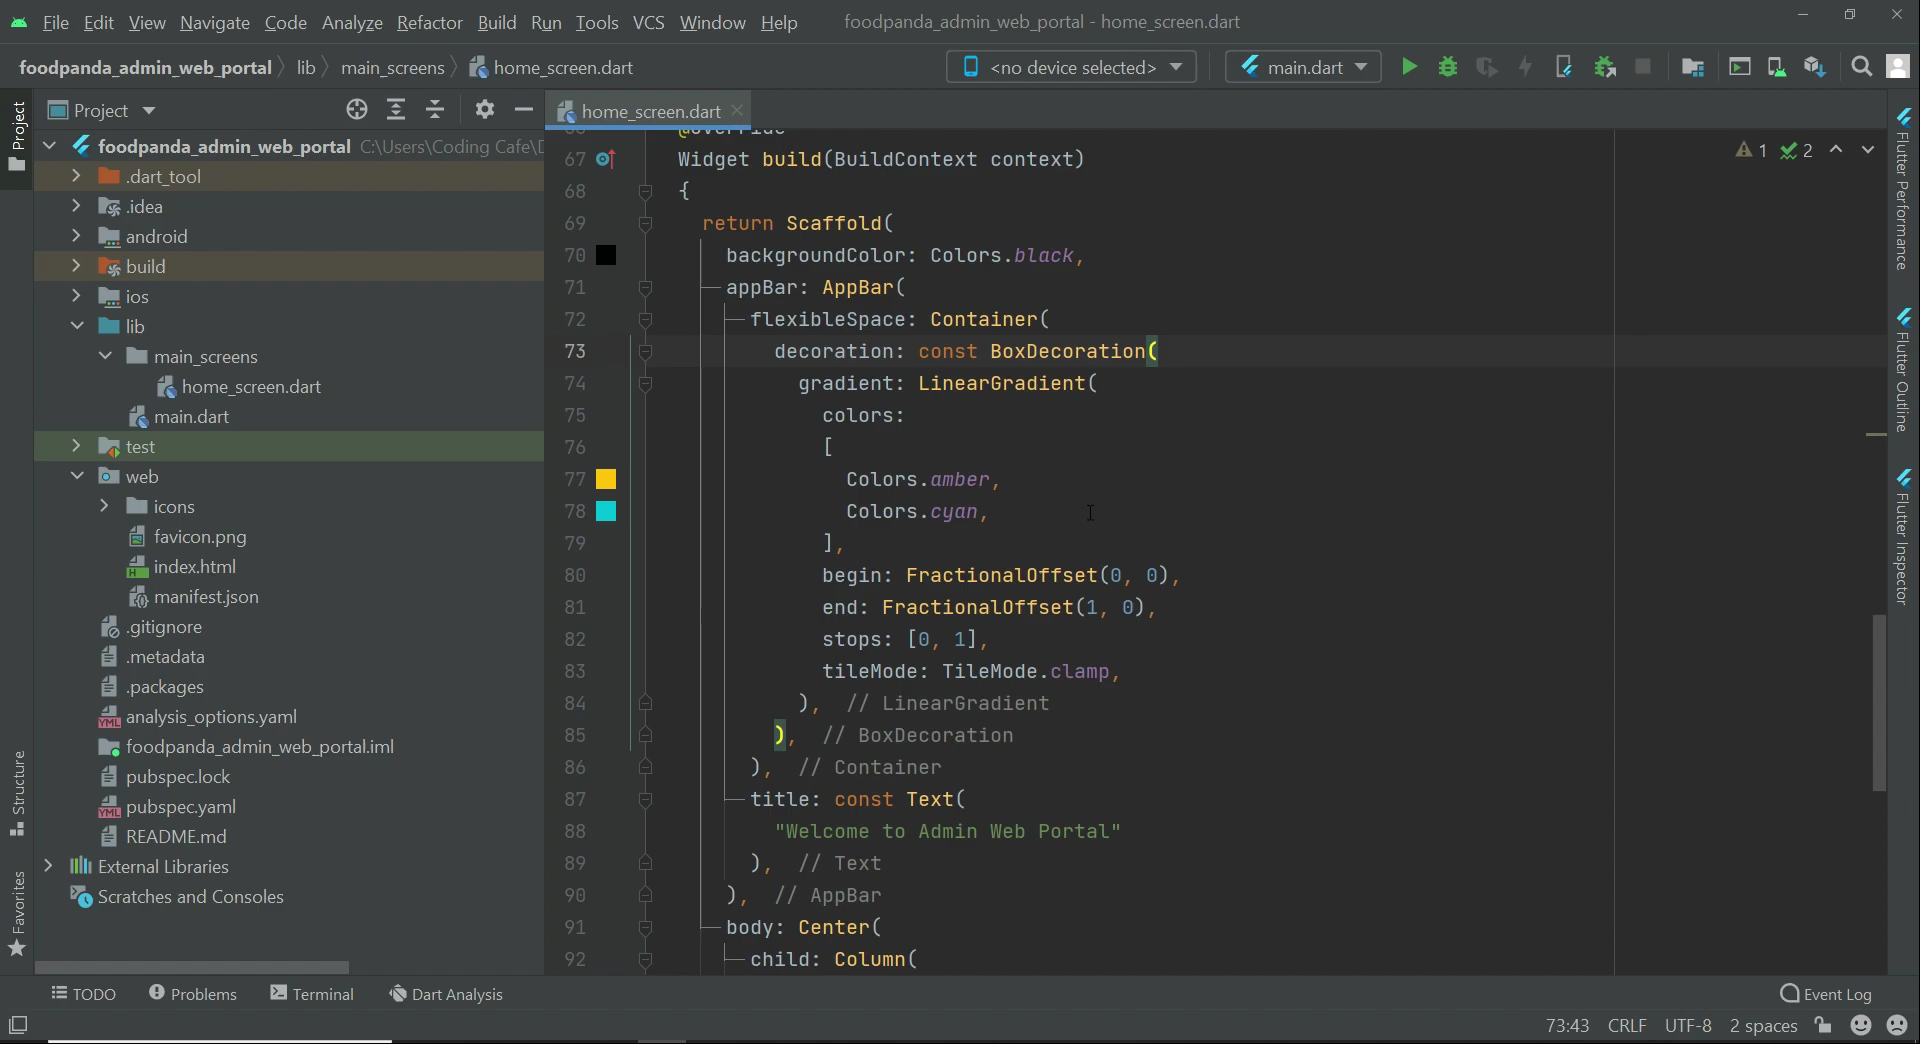 File Edit View Navigate Code Analyze Refactor Build Run Tools VCS Window Help foodpanda_admin_web_portal - home_screen.dart
foodpanda_admin_web_portal lib main_screens home_screen.dart <no device selected> main.dart
Project
Project
home_screen.dart
foodpanda_admin_web_portal C:\Users\Coding Cafe\
.dart_tool
.idea
android
build
ios
lib
main_screens
home_screen.dart
main.dart
test
web
icons
favicon.png
index.html
manifest.json
.gitignore
.metadata
.packages
analysis_options.yaml
foodpanda_admin_web_portal.iml
pubspec.lock
pubspec.yaml
README.md
External Libraries
Scratches and Consoles
Structure
Favorites
@override
67 Widget build(BuildContext context)
68 {
69 return Scaffold(
70 backgroundColor: Colors.black,
71 appBar: AppBar(
72 flexibleSpace: Container(
73 decoration: const BoxDecoration(
74 gradient: LinearGradient(
75 colors:
76 [
77 Colors.amber,
78 Colors.cyan,
79 ],
80 begin: FractionalOffset(0, 0),
81 end: FractionalOffset(1, 0),
82 stops: [0, 1],
83 tileMode: TileMode.clamp,
84 ), // LinearGradient
85 ), // BoxDecoration
86 ), // Container
87 title: const Text(
88 "Welcome to Admin Web Portal"
89 ), // Text
90 ), // AppBar
91 body: Center(
92 child: Column(
1 2
Flutter Performance
Flutter Outline
Flutter Inspector
TODO Problems Terminal Dart Analysis Event Log
73:43 CRLF UTF-8 2 spaces